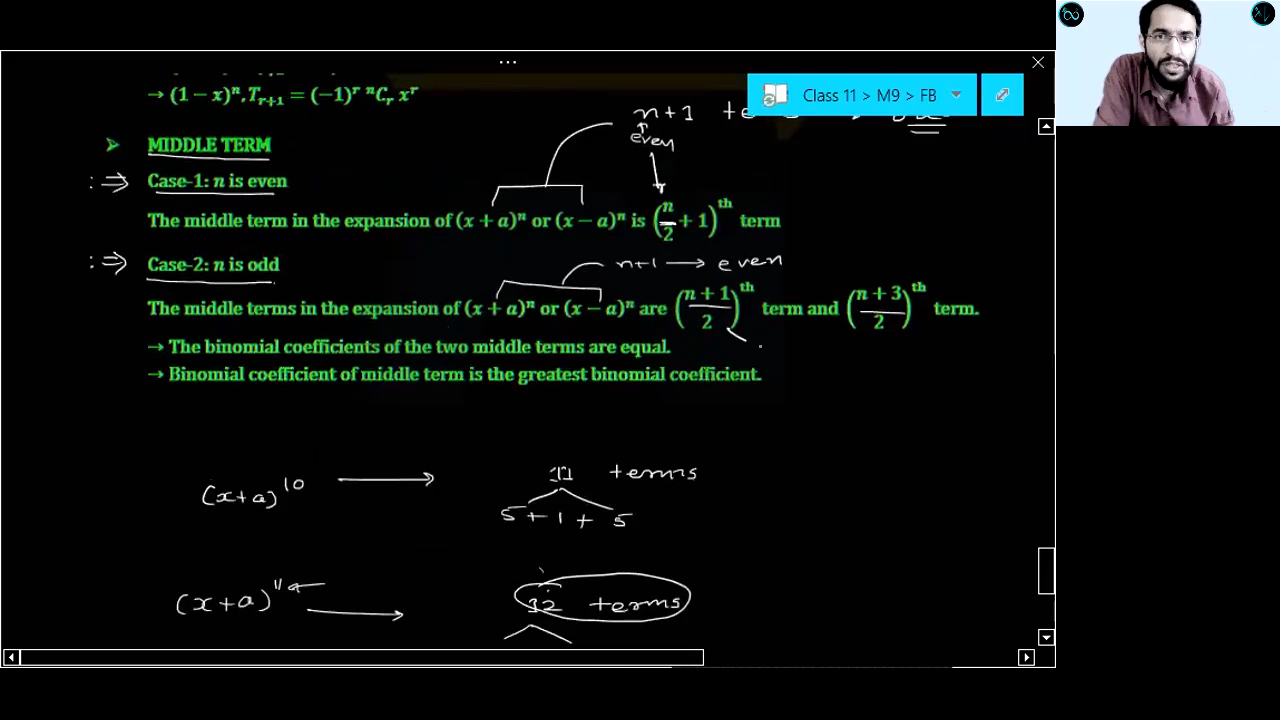 → (1 − x)ⁿ, Tᵣ₊₁ = (−1)ʳ ⁿCᵣ xʳ
Class 11 > M9 > FB
n+1
even
➢ MIDDLE TERM
:⇒ Case-1: n is even
The middle term in the expansion of (x + a)ⁿ or (x − a)ⁿ is (n/2 + 1)ᵗʰ term
:⇒ Case-2: n is odd
n+1 → even
The middle terms in the expansion of (x + a)ⁿ or (x − a)ⁿ are ((n + 1)/2)ᵗʰ term and ((n + 3)/2)ᵗʰ term.
→ The binomial coefficients of the two middle terms are equal.
→ Binomial coefficient of middle term is the greatest binomial coefficient.
(x+a)¹⁰ → 11 terms
5 + 1 + 5
(x+a)¹¹ → 12 terms